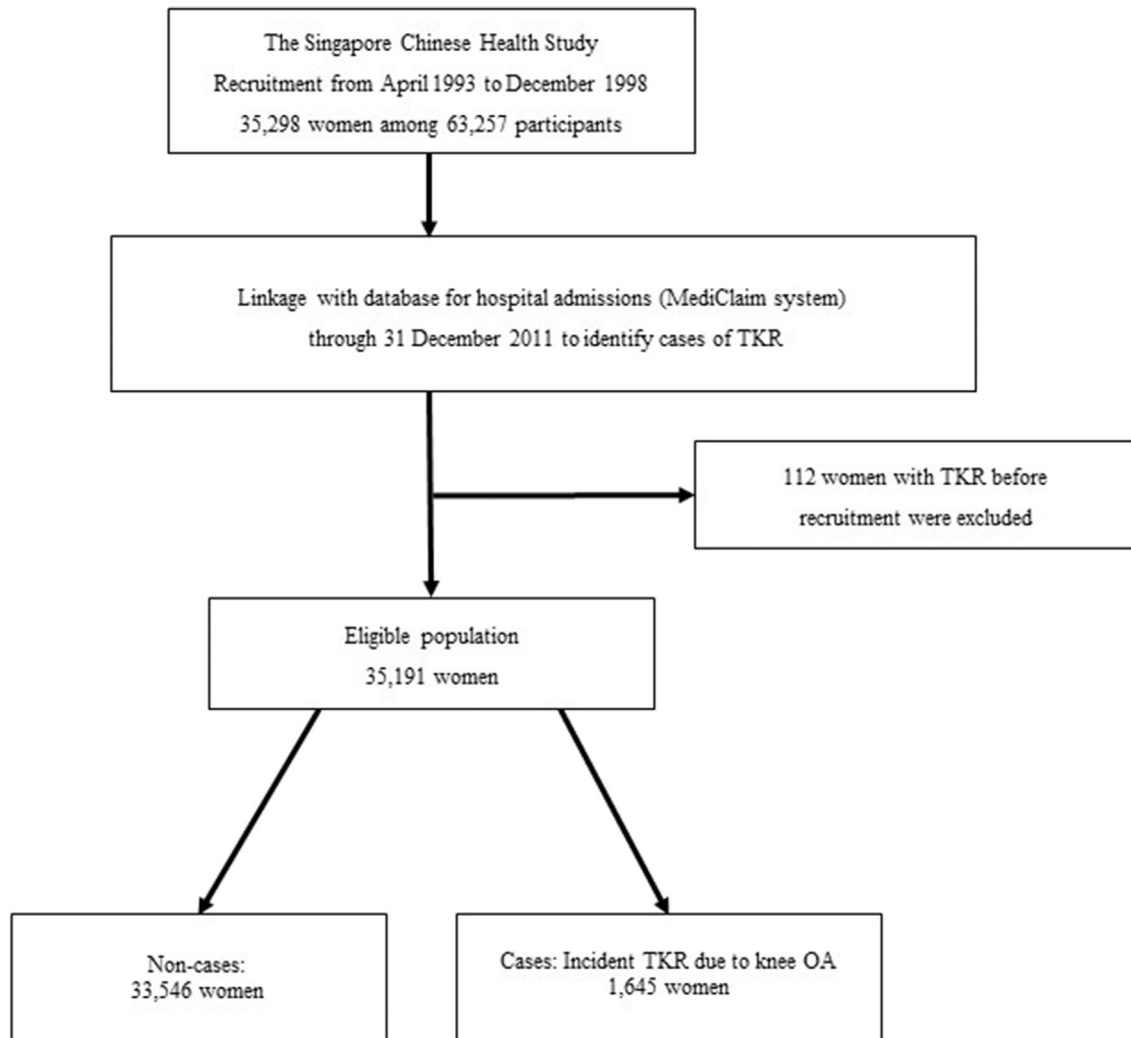 The Singapore Chinese Health Study
Recruitment from April 1993 to December 1998
35,298 women among 63,257 participants
Linkage with database for hospital admissions (MediClaim system)
through 31 December 2011 to identify cases of TKR
112 women with TKR before
recruitment were excluded
Eligible population
35,191 women
Non-cases:
33,546 women
Cases: Incident TKR due to knee OA
1,645 women